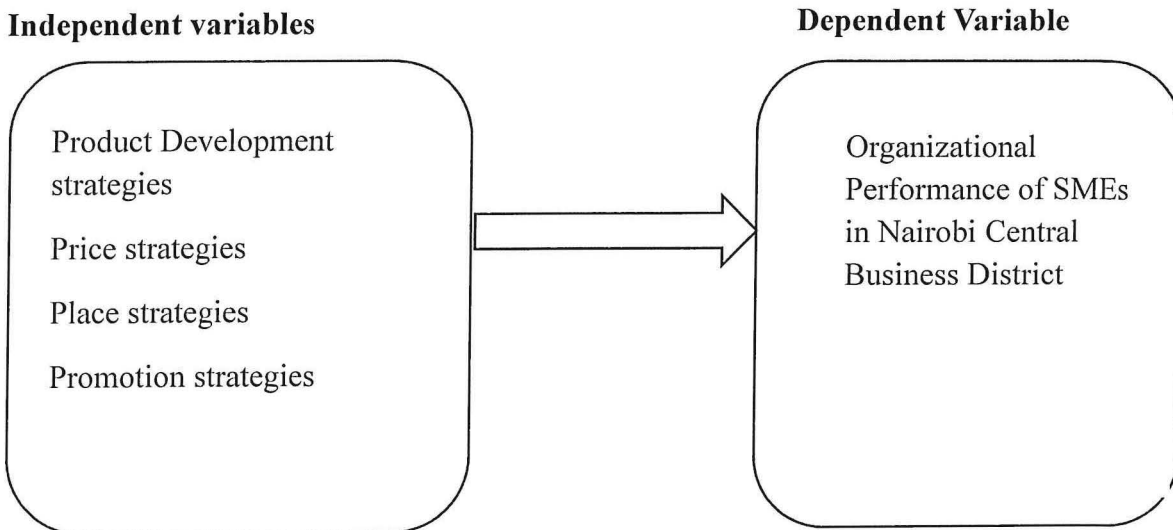 Independent variables
Dependent Variable
Product Development
strategies
Price strategies
Place strategies
Promotion strategies
Organizational
Performance of SMEs
in Nairobi Central
Business District